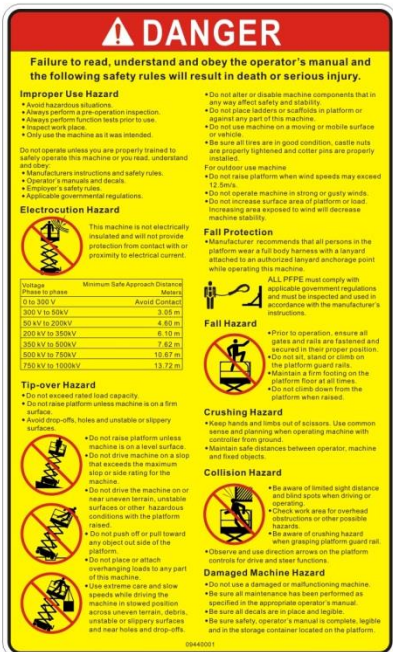 DANGER
Failure to read, understand and obey the operator's manual and
the following safety rules will result in death or serious injury.
Improper Use Hazard
• Avoid hazardous situations.
• Always perform a pre-operation inspection.
• Always perform function tests prior to use.
• Inspect work place.
• Only use the machine as it was intended.
Do not operate unless you are properly trained to
safely operate this machine or you read, understand
and obey:
• Manufacturers instructions and safety rules.
• Operator's manuals and decals.
• Employer's safety rules.
• Applicable governmental regulations.
Electrocution Hazard
This machine is not electrically
insulated and will not provide
protection from contact with or
proximity to electrical current.
Voltage Minimum Safe Approach Distance
Phase to phase Meters
0 to 300 V Avoid Contact
300 V to 50kV 3.05 m
50 kV to 200kV 4.60 m
200 kV to 350kV 6.10 m
350 kV to 500kV 7.62 m
500 kV to 750kV 10.67 m
750 kV to 1000kV 13.72 m
Tip-over Hazard
• Do not exceed rated load capacity.
• Do not raise platform unless machine is on a firm
surface.
• Avoid drop-offs, holes and unstable or slippery
surfaces.
• Do not raise platform unless
machine is on a level surface.
• Do not drive machine on a slop
that exceeds the maximum
slop or side rating for the
machine.
• Do not drive the machine on or
near uneven terrain, unstable
surfaces or other hazardous
conditions with the platform
raised.
• Do not push off or pull toward
any object out side of the
platform.
• Do not place or attach
overhanging loads to any part
of this machine.
• Use extreme care and slow
speeds while driving the
machine in stowed position
across uneven terrain, debris,
unstable or slippery surfaces
and near holes and drop-offs.
• Do not alter or disable machine components that in
any way affect safety and stability.
• Do not place ladders or scaffolds in platform or
against any part of this machine.
• Do not use machine on a moving or mobile surface
or vehicle.
• Be sure all tires are in good condition, castle nuts
are properly tightened and cotter pins are properly
installed.
For outdoor use machine
• Do not raise platform when wind speeds may exceed
12.5m/s.
• Do not operate machine in strong or gusty winds.
• Do not increase surface area of platform or load.
Increasing area exposed to wind will decrease
machine stability.
Fall Protection
• Manufacturer recommends that all persons in the
platform wear a full body harness with a lanyard
attached to an authorized lanyard anchorage point
while operating this machine.
ALL PFPE must comply with
applicable government regulations
and must be inspected and used in
accordance with the manufacturer's
instructions.
Fall Hazard
• Prior to operation, ensure all
gates and rails are fastened and
secured in their proper position.
• Do not sit, stand or climb on
the platform guard rails.
• Maintain a firm footing on the
platform floor at all times.
• Do not climb down from the
platform when raised.
Crushing Hazard
• Keep hands and limbs out of scissors. Use common
sense and planning when operating machine with
controller from ground.
• Maintain safe distances between operator, machine
and fixed objects.
Collision Hazard
• Be aware of limited sight distance
and blind spots when driving or
operating.
• Check work area for overhead
obstructions or other possible
hazards.
• Be aware of crushing hazard
when grasping platform guard rail.
• Observe and use direction arrows on the platform
controls for drive and steer functions.
Damaged Machine Hazard
• Do not use a damaged or malfunctioning machine.
• Be sure all maintenance has been performed as
specified in the appropriate operator's manual.
• Be sure all decals are in place and legible.
• Be sure safety, operator's manual is complete, legible
and in the storage container located on the platform.
09440001